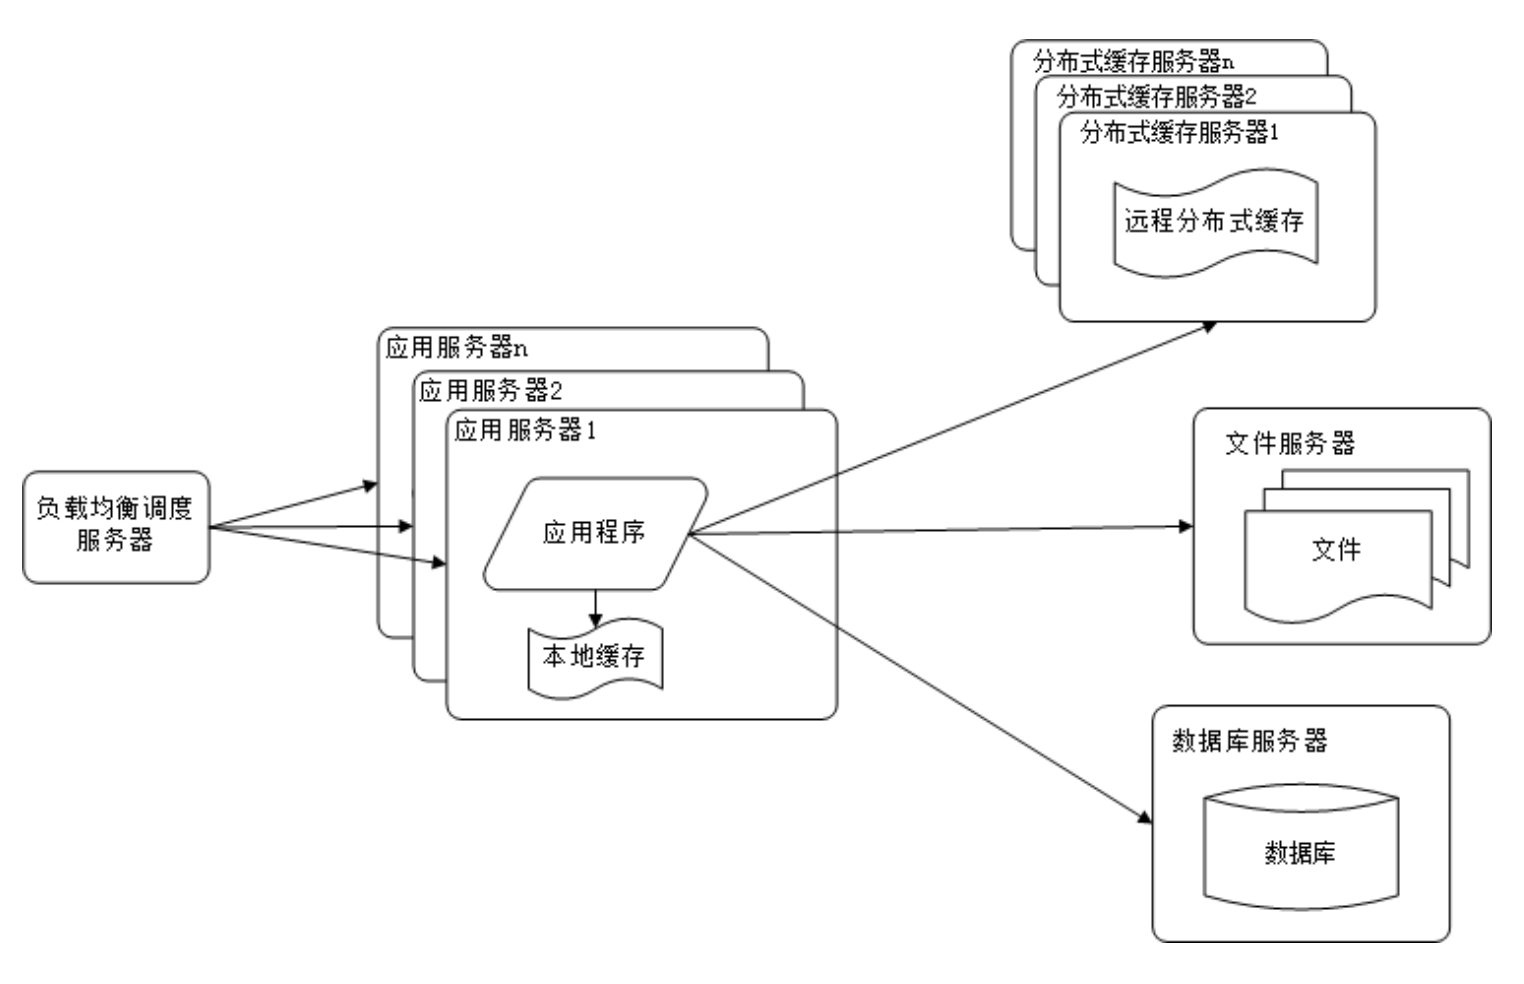 分布式缓存服务器n
分布式缓存服务器2
分布式缓存服务器1
远程分布式缓存
应用服务器n
应用服务器2
应用服务器1
应用程序
本地缓存
负载均衡调度
服务器
文件服务器
文件
数据库服务器
数据库